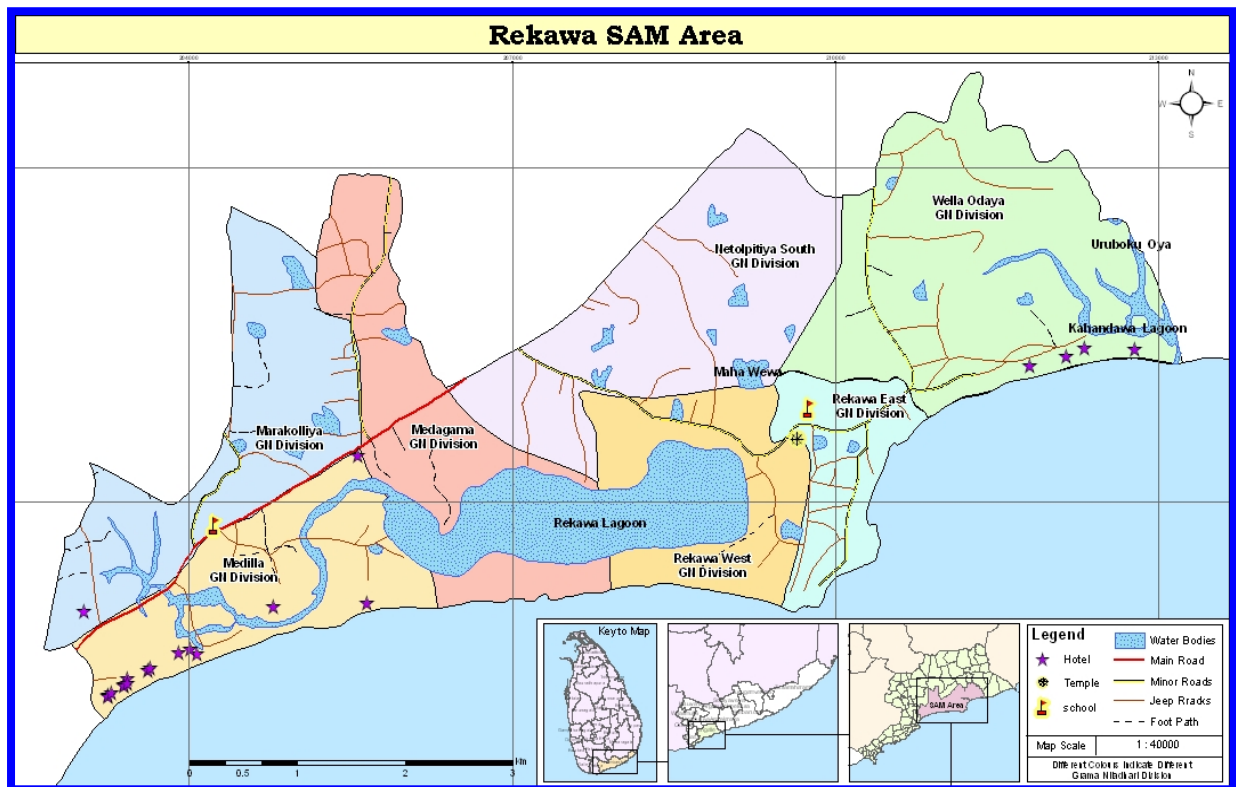 Rekawa SAM Area
N
W
E
S
Wella Odaya
GN Division
Netolpitiya South
GN Division
Uruboku Oya
Kahandawa Lagoon
Maha Wewa
Rekawa East
GN Division
Marakolliya
GN Division
Medagama
GN Division
Rekawa Lagoon
Rekawa West
GN Division
Medilla
GN Division
Key to Map
SAM Area
Legend
Hotel
Temple
school
Water Bodies
Main Road
Minor Roads
Jeep Rracks
Foot Path
Map Scale
1 : 40000
Different Colours Indicate Different
Grama Niladhari Division
0
0.5
1
2
3
Km